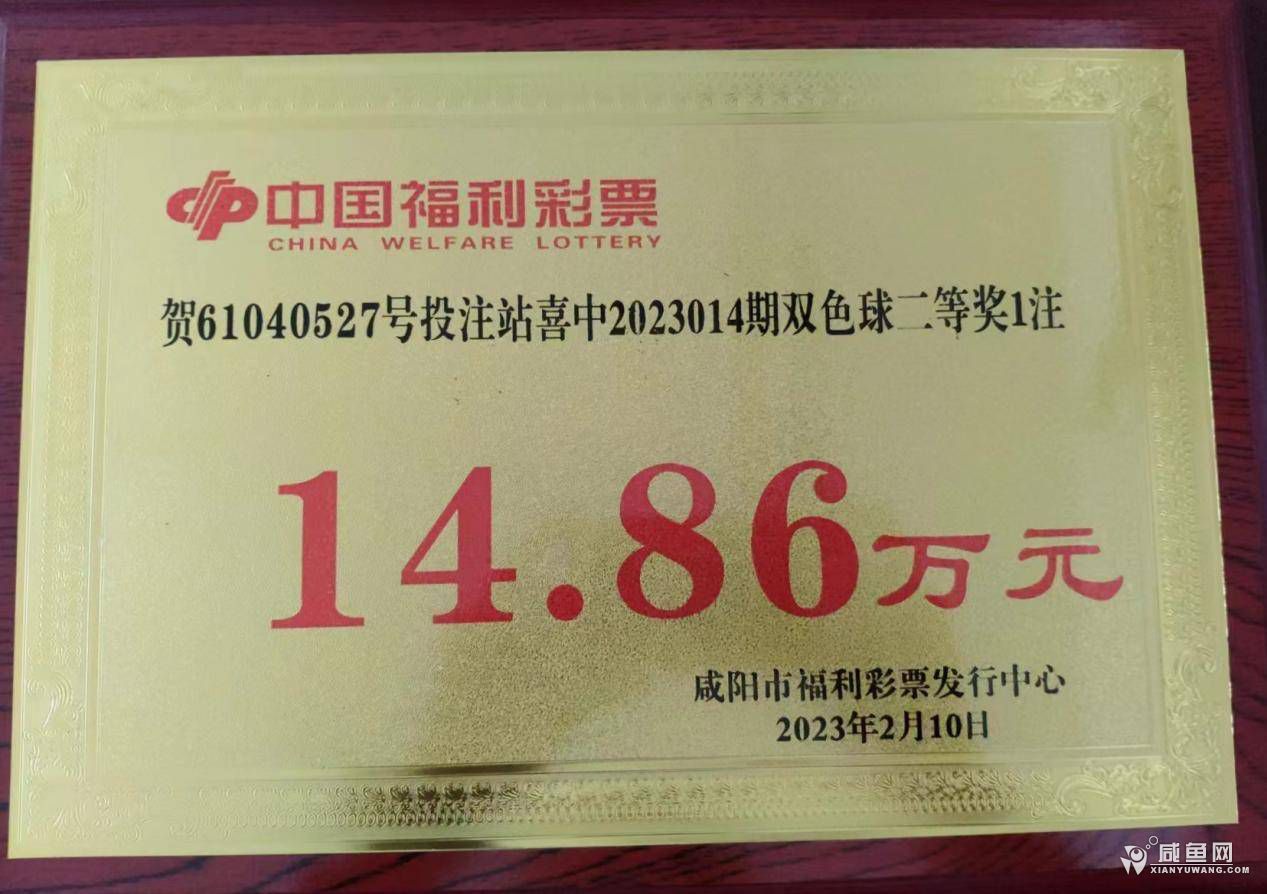 中国福利彩票
CHINA WELFARE LOTTERY
贺61040527号投注站喜中2023014期双色球二等奖1注
14.86万元
咸阳市福利彩票发行中心
2023年2月10日
咸鱼网
XIANYUWANG.COM